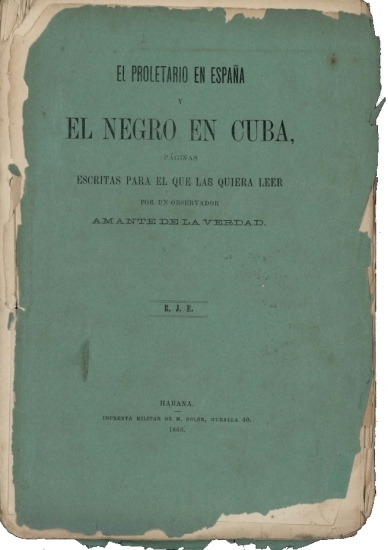 EL PROLETARIO EN ESPAÑA
Y
EL NEGRO EN CUBA,
PÁGINAS
ESCRITAS PARA EL QUE LAS QUIERA LEER
POR UN OBSERVADOR
AMANTE DE LA VERDAD.
R. J. E.
HABANA.
IMPRENTA MILITAR DE M. SOLER, MURALLA 40,
1866.